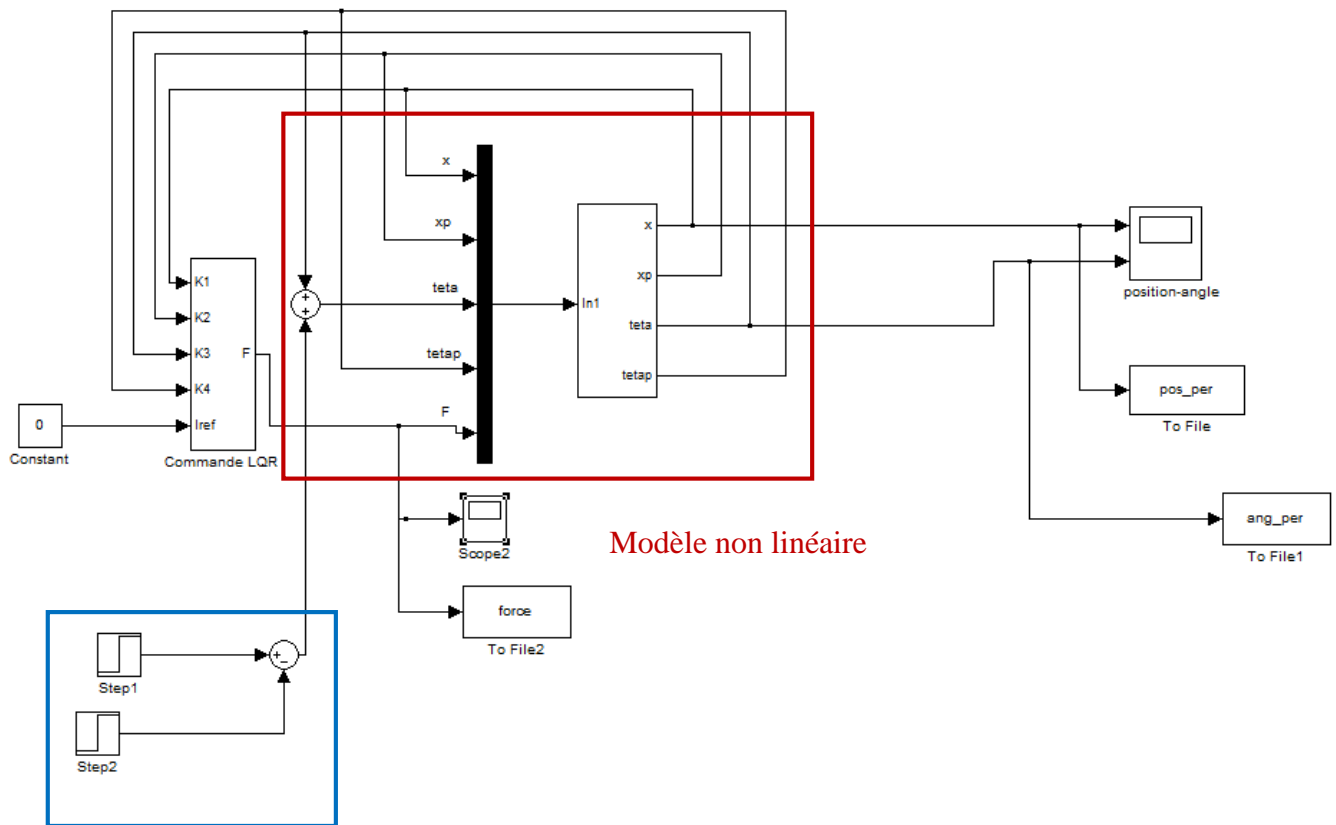 x
xp
teta
tetap
F
In1
x
xp
teta
tetap
K1
K2
K3
K4
Iref
F
Commande LQR
0
Constant
position-angle
pos_per
To File
ang_per
To File1
Scope2
Modèle non linéaire
force
To File2
+
+
+
-
Step1
Step2